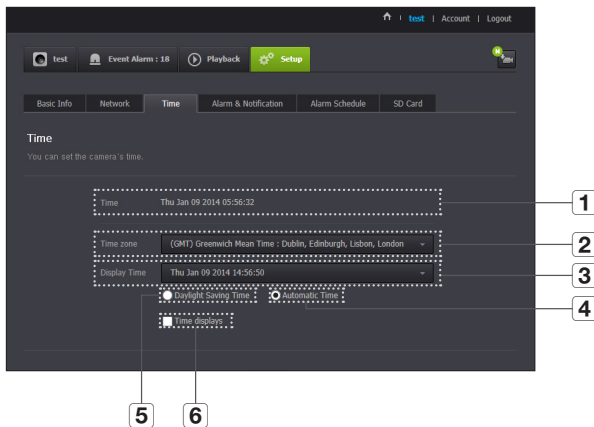 test | Account | Logout
test Event Alarm : 18 Playback Setup
N
Basic Info Network Time Alarm & Notification Alarm Schedule SD Card
Time
You can set the camera's time.
Time Thu Jan 09 2014 05:56:32
1
Time zone (GMT) Greenwich Mean Time : Dublin, Edinburgh, Lisbon, London
2
Display Time Thu Jan 09 2014 14:56:50
3
Daylight Saving Time Automatic Time
4
Time displays
5 6